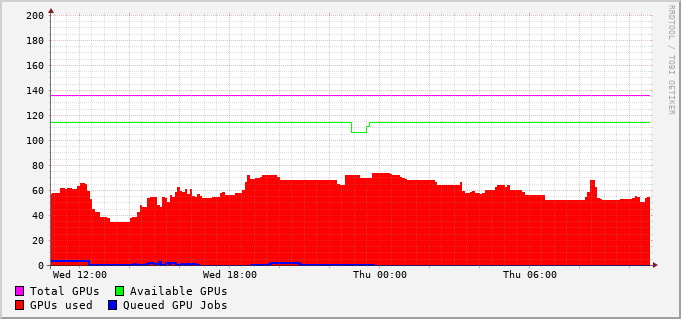 200
180
160
140
120
100
80
60
40
20
0
Wed 12:00 Wed 18:00 Thu 00:00 Thu 06:00
Total GPUs Available GPUs
GPUs used Queued GPU Jobs
RRDTOOL / TOBI OETIKER